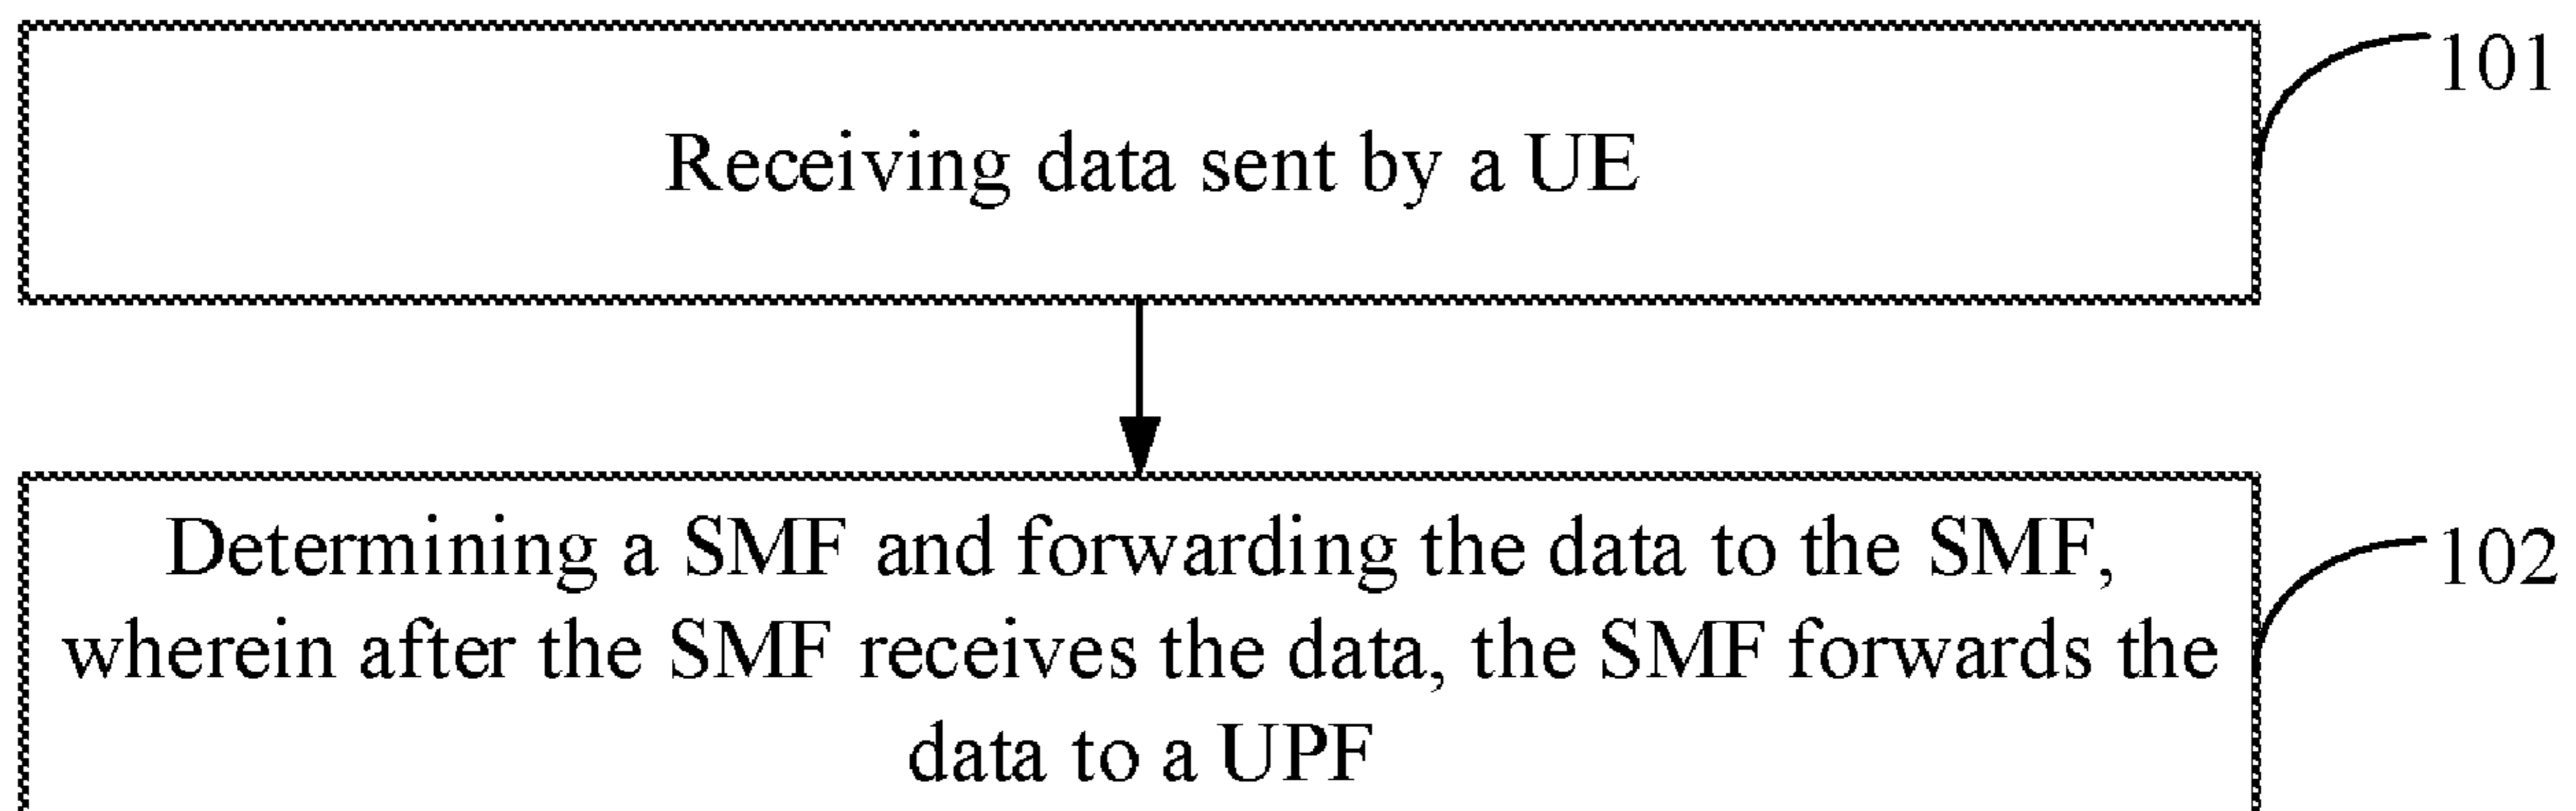 101
Receiving data sent by a UE
Determining a SMF and forwarding the data to the SMF,
102
wherein after the SMF receives the data, the SMF forwards the
data to a UPF